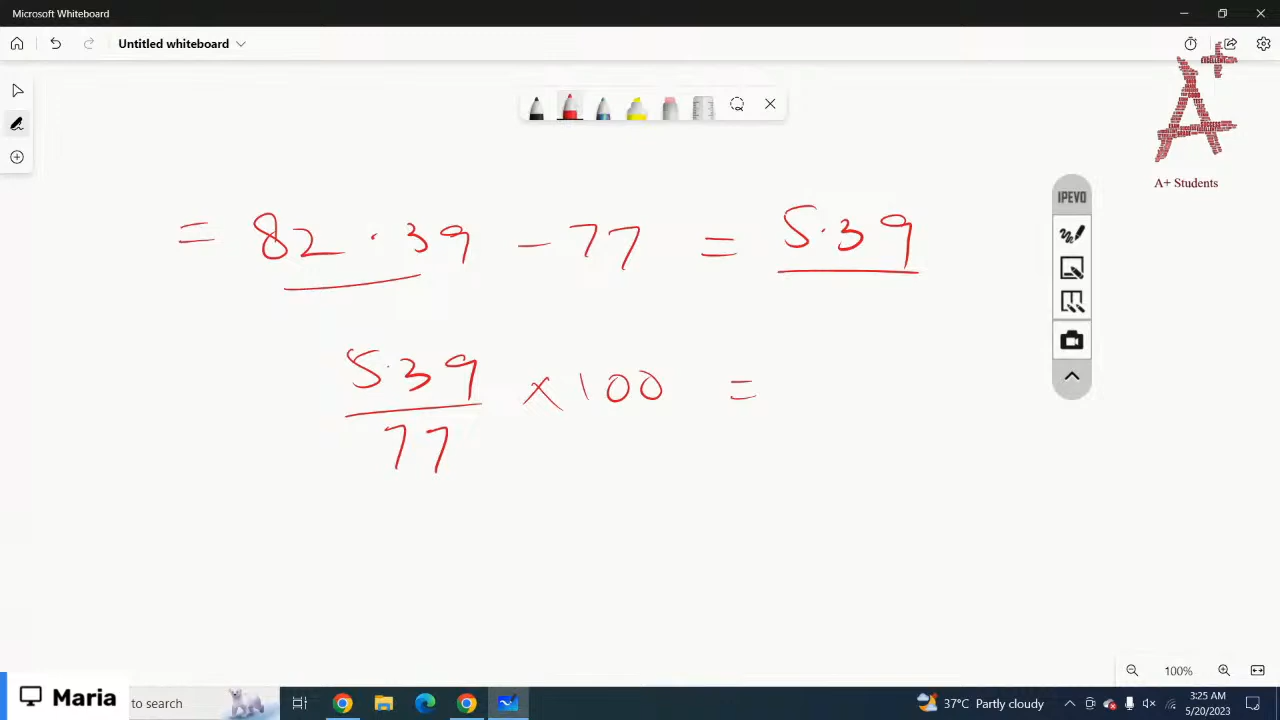 Microsoft Whiteboard
Untitled whiteboard
A+ Students
IPEVO
= 82.39 - 77 = 5.39
5.39
77
× 100 =
100%
Maria
to search
37°C Partly cloudy
3:25 AM
5/20/2023